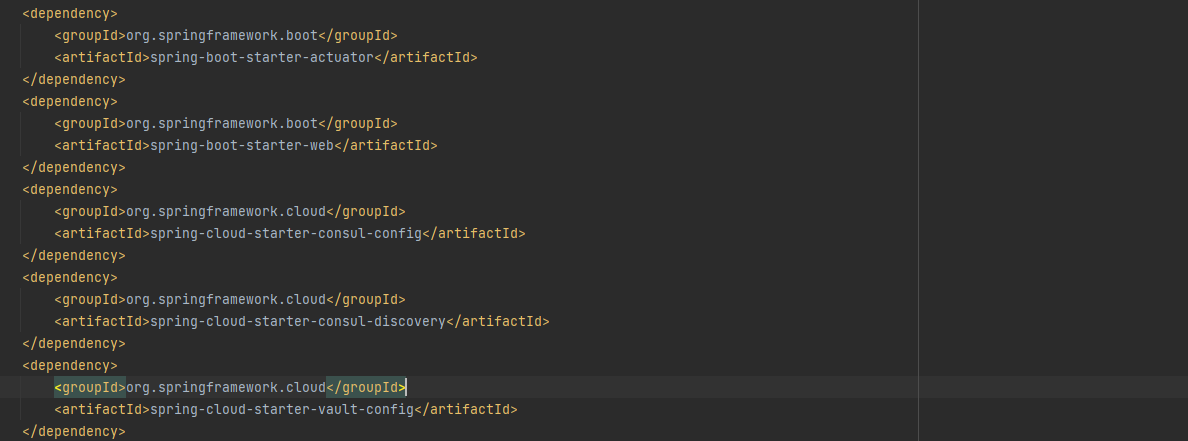 <dependency>
<groupId>org.springframework.boot</groupId>
<artifactId>spring-boot-starter-actuator</artifactId>
</dependency>
<dependency>
<groupId>org.springframework.boot</groupId>
<artifactId>spring-boot-starter-web</artifactId>
</dependency>
<dependency>
<groupId>org.springframework.cloud</groupId>
<artifactId>spring-cloud-starter-consul-config</artifactId>
</dependency>
<dependency>
<groupId>org.springframework.cloud</groupId>
<artifactId>spring-cloud-starter-consul-discovery</artifactId>
</dependency>
<dependency>
<groupId>org.springframework.cloud</groupId>
<artifactId>spring-cloud-starter-vault-config</artifactId>
</dependency>